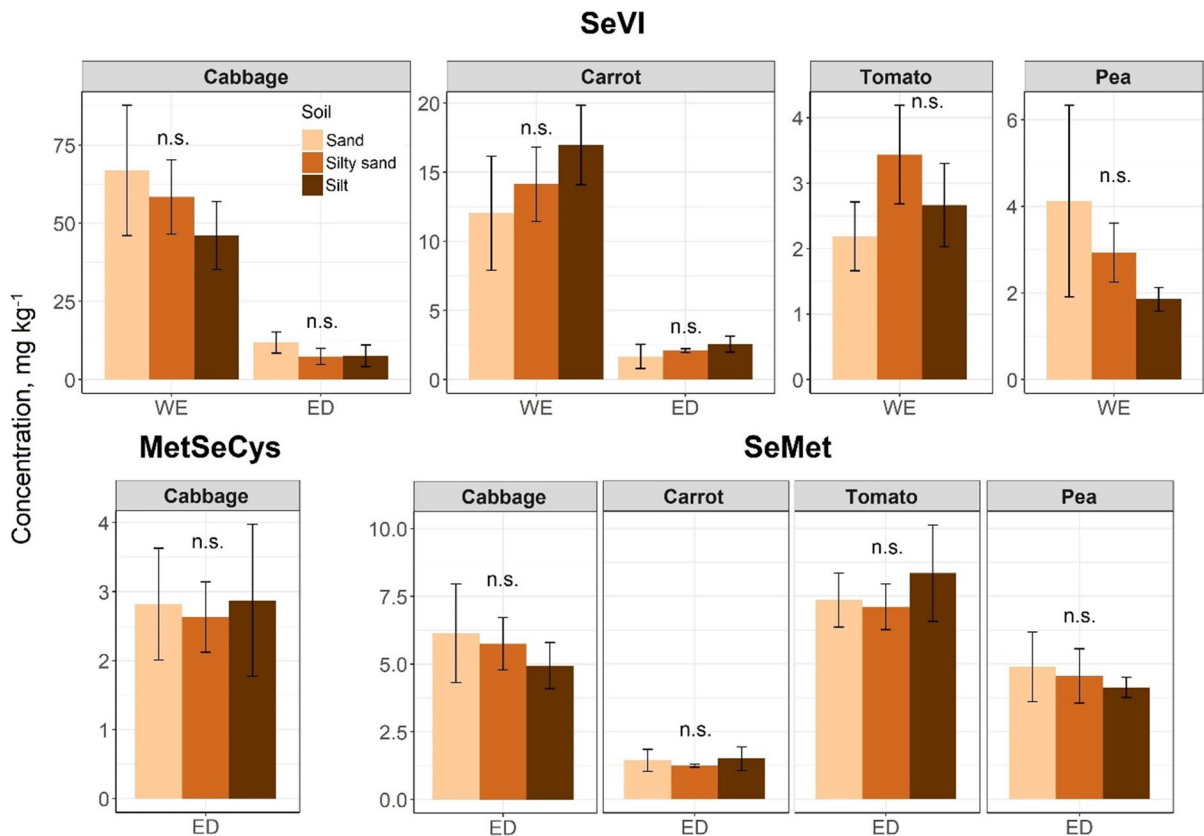 SeVI
Cabbage
Carrot
Tomato
Pea
Concentration, mg kg⁻¹
75
50
25
0
n.s.
n.s.
Soil
Sand
Silty sand
Silt
WE
ED
20
15
10
5
0
n.s.
n.s.
WE
ED
4
3
2
1
0
n.s.
WE
6
4
2
0
n.s.
WE
MetSeCys
Cabbage
4
3
2
1
0
n.s.
ED
SeMet
Cabbage
Carrot
Tomato
Pea
10.0
7.5
5.0
2.5
0.0
n.s.
n.s.
n.s.
n.s.
ED
ED
ED
ED